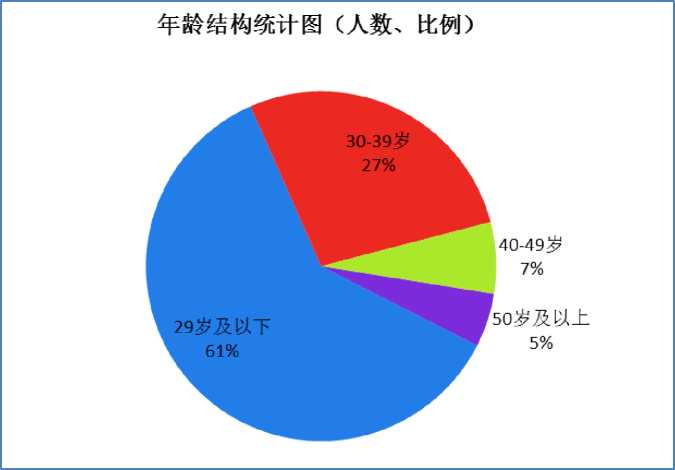 年龄结构统计图（人数、比例）
30-39岁
27%
40-49岁
7%
50岁及以上
5%
29岁及以下
61%